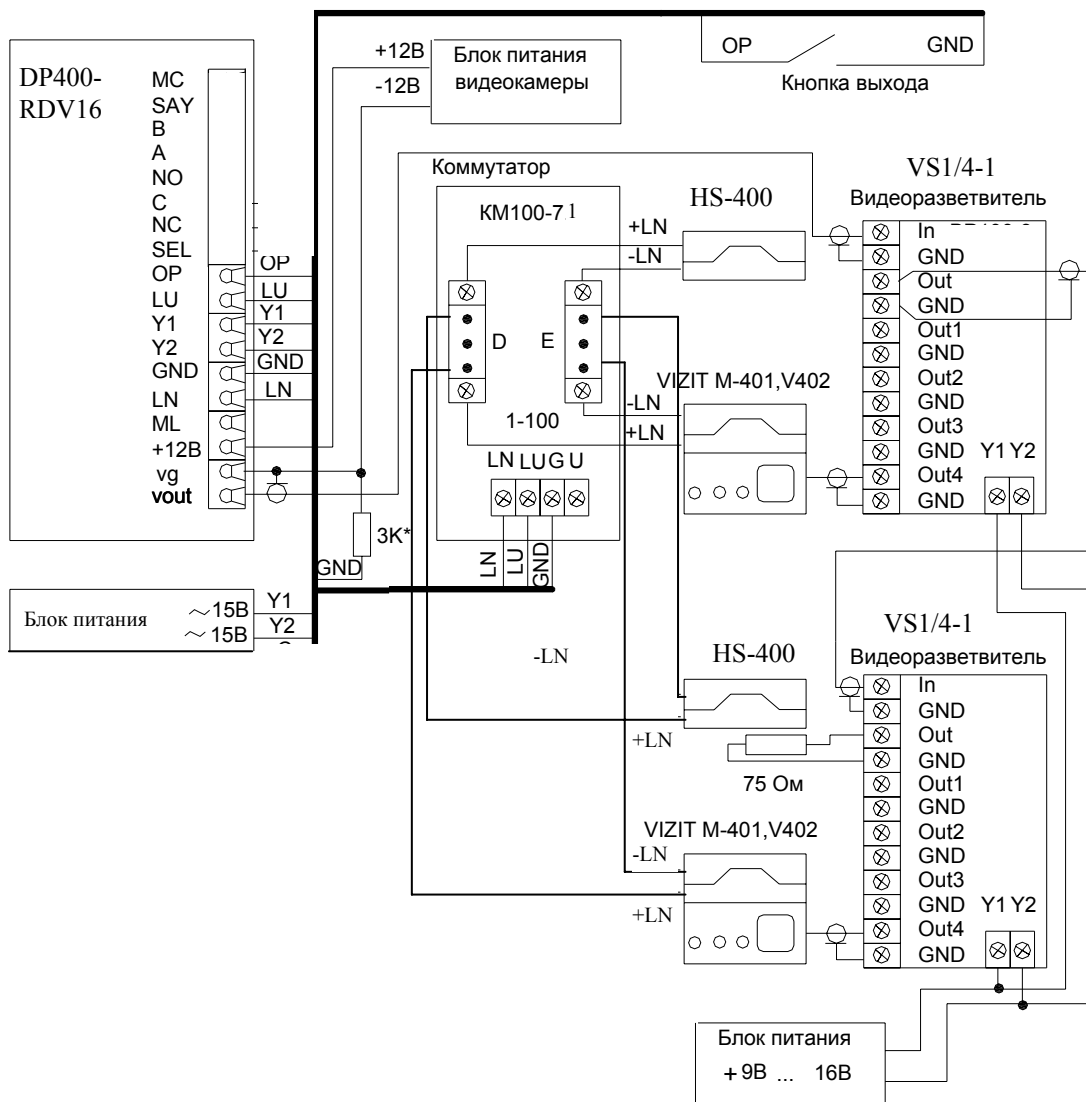 DP400-
RDV16
MC
SAY
B
A
NO
C
NC
SEL
OP
LU
Y1
Y2
GND
LN
ML
+12В
vg
vout
OP
LU
Y1
Y2
GND
LN
+12В
-12В
Блок питания
видеокамеры
OP
GND
Кнопка выхода
Коммутатор
КМ100-7.1
D
E
1-100
LN
LU
G
U
LN
LU
GND
3K*
GND
Блок питания
~15В
~15В
Y1
Y2
HS-400
+LN
-LN
VIZIT M-401,V402
-LN
+LN
VS1/4-1
Видеоразветвитель
In
GND
Out
GND
Out1
GND
Out2
GND
Out3
GND
Out4
GND
Y1 Y2
-LN
HS-400
+LN
75 Ом
VIZIT M-401,V402
-LN
+LN
VS1/4-1
Видеоразветвитель
In
GND
Out
GND
Out1
GND
Out2
GND
Out3
GND
Out4
GND
Y1 Y2
Блок питания
+ 9В ... 16В